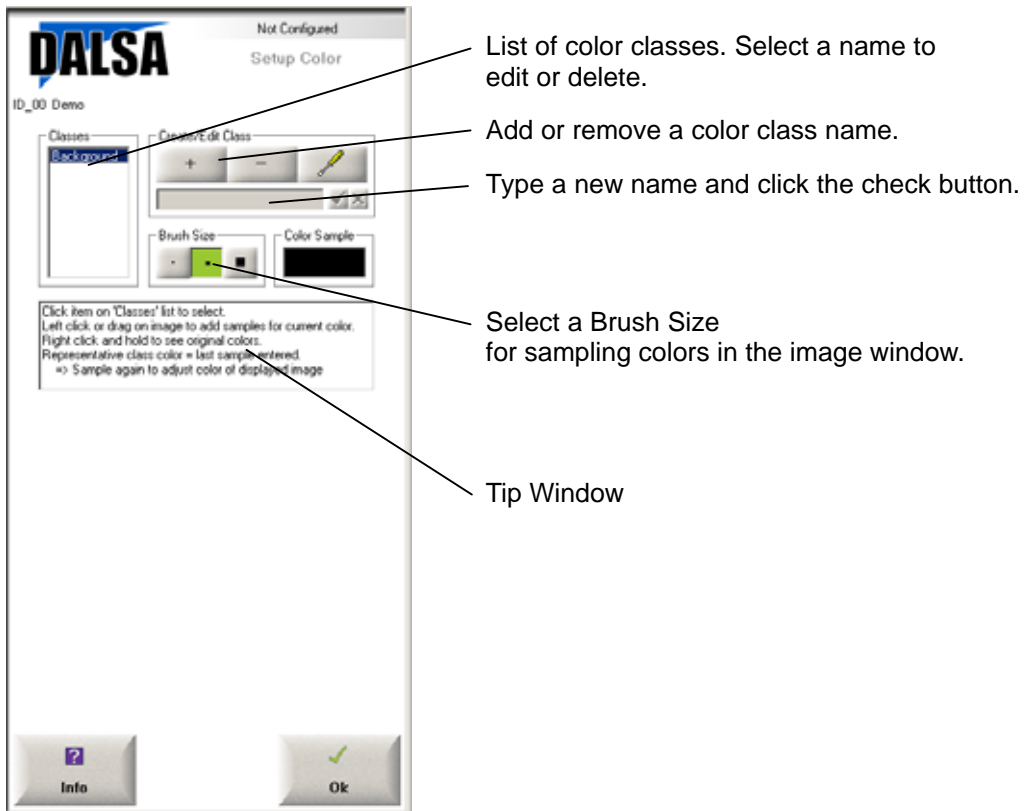 DALSA
Not Configured
Setup Color
ID_00 Demo
Classes
Background
Create/Edit Class
+
-
Brush Size
Color Sample
Click item on 'Classes' list to select.
Left click or drag on image to add samples for current color.
Right click and hold to see original colors.
Representative class color = last sample entered.
=> Sample again to adjust color of displayed image
?
Info
Ok
List of color classes. Select a name to
edit or delete.
Add or remove a color class name.
Type a new name and click the check button.
Select a Brush Size
for sampling colors in the image window.
Tip Window